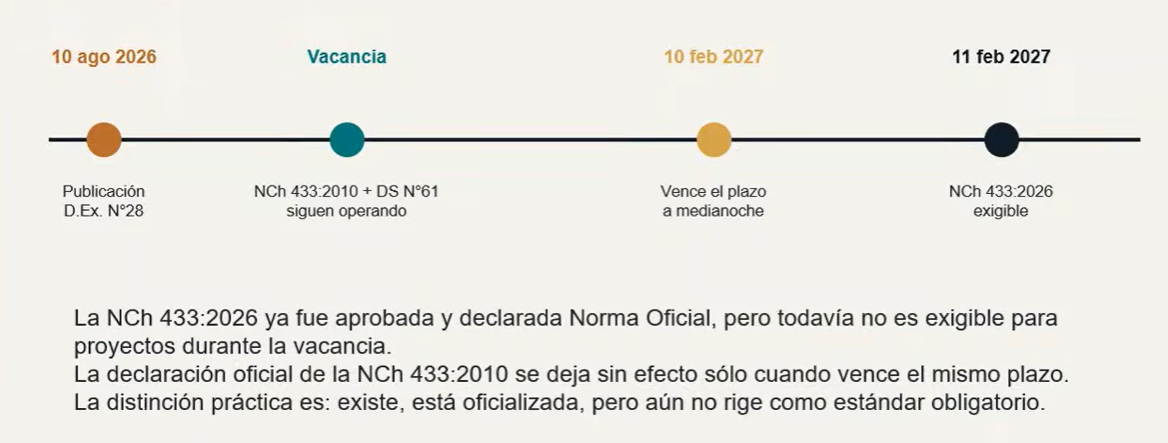 10 ago 2026
Vacancia
10 feb 2027
11 feb 2027
Publicación
D.Ex. N°28
NCh 433:2010 + DS N°61
siguen operando
Vence el plazo
a medianoche
NCh 433:2026
exigible
La NCh 433:2026 ya fue aprobada y declarada Norma Oficial, pero todavía no es exigible para
proyectos durante la vacancia.
La declaración oficial de la NCh 433:2010 se deja sin efecto sólo cuando vence el mismo plazo.
La distinción práctica es: existe, está oficializada, pero aún no rige como estándar obligatorio.